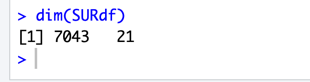 > dim(SURdf)
[1] 7043   21
>